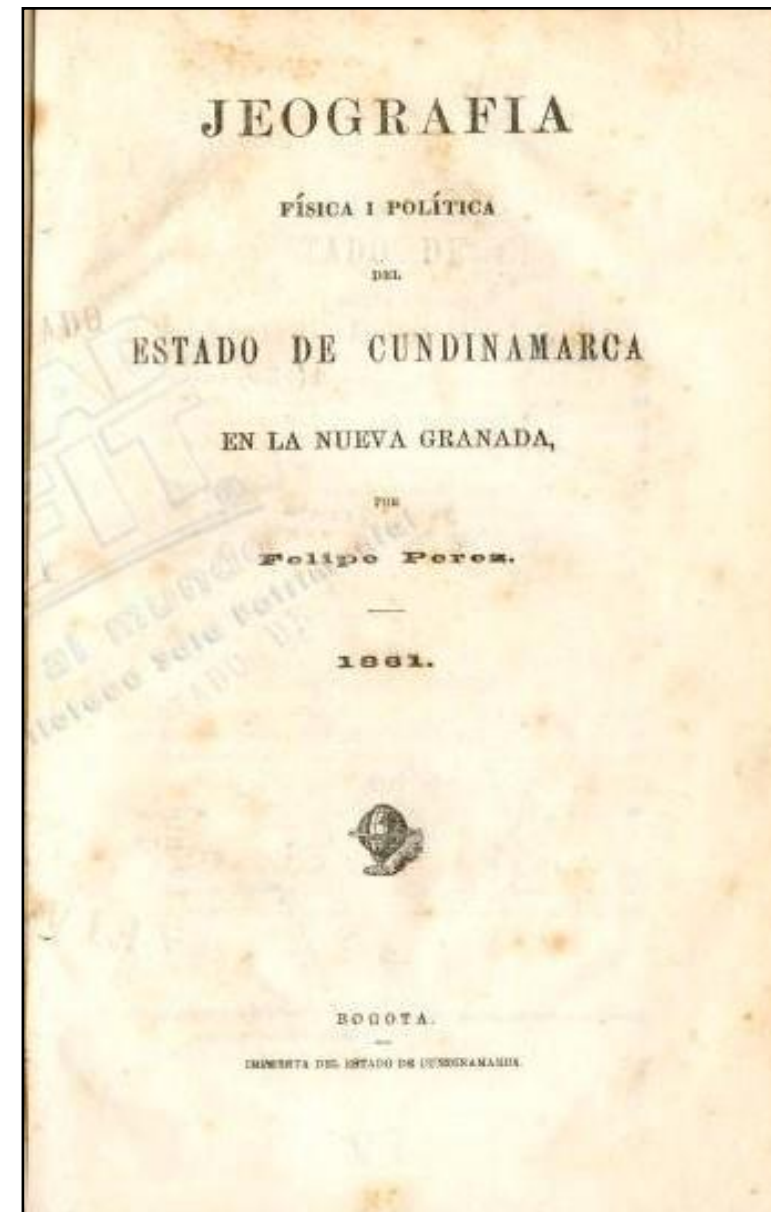 JEOGRAFIA
FÍSICA I POLÍTICA
DEL
ESTADO DE CUNDINAMARCA
EN LA NUEVA GRANADA,
POR
Felipe Perez.
1861.
BOGOTA.
IMPRENTA DEL ESTADO DE CUNDINAMARCA.